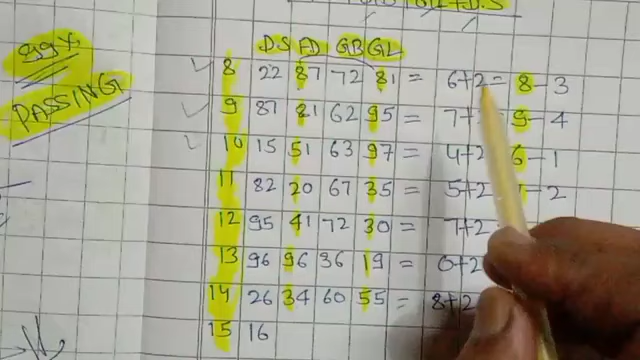 99% PASSING
DS FD GB GL
8 22 87 72 81 = 6+2= 8-3
9 87 21 62 95 = 7+ 9-4
10 15 51 63 97 = 4+2 6-1
11 82 20 67 35 = 5+2 -2
12 95 41 72 30 = 7+2
13 96 96 36 19 = 0+2
14 26 34 60 55 = 8+2
15 16